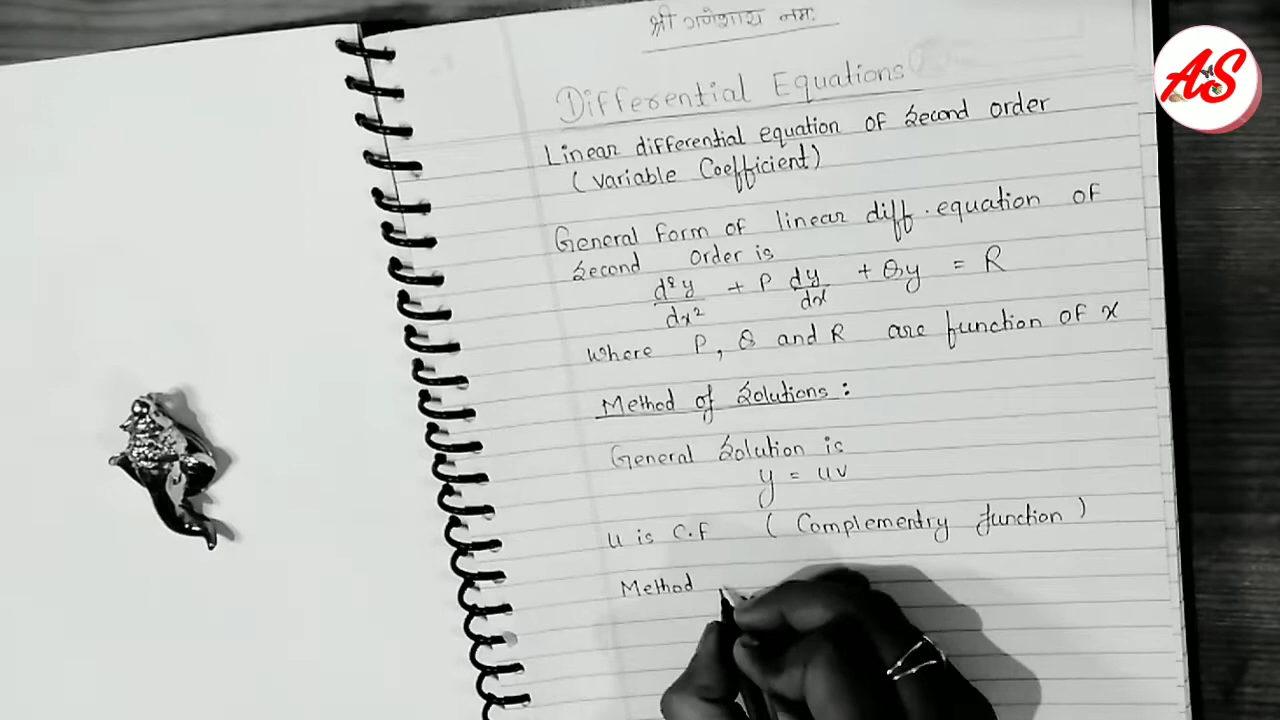 श्री गणेशाय नमः
AS
Differential Equations
Linear differential equation of second order
(variable Coefficient)
General form of linear diff. equation of
second order is
d²y/dx² + P dy/dx + Qy = R
where P, Q and R are function of x
Method of Solutions:
General Solution is
y = uv
u is C.F (Complementry function)
Method